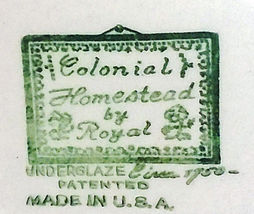 Colonial
Homestead
by
Royal
UNDERGLAZE Circa 1950-
PATENTED
MADE IN U.S.A.